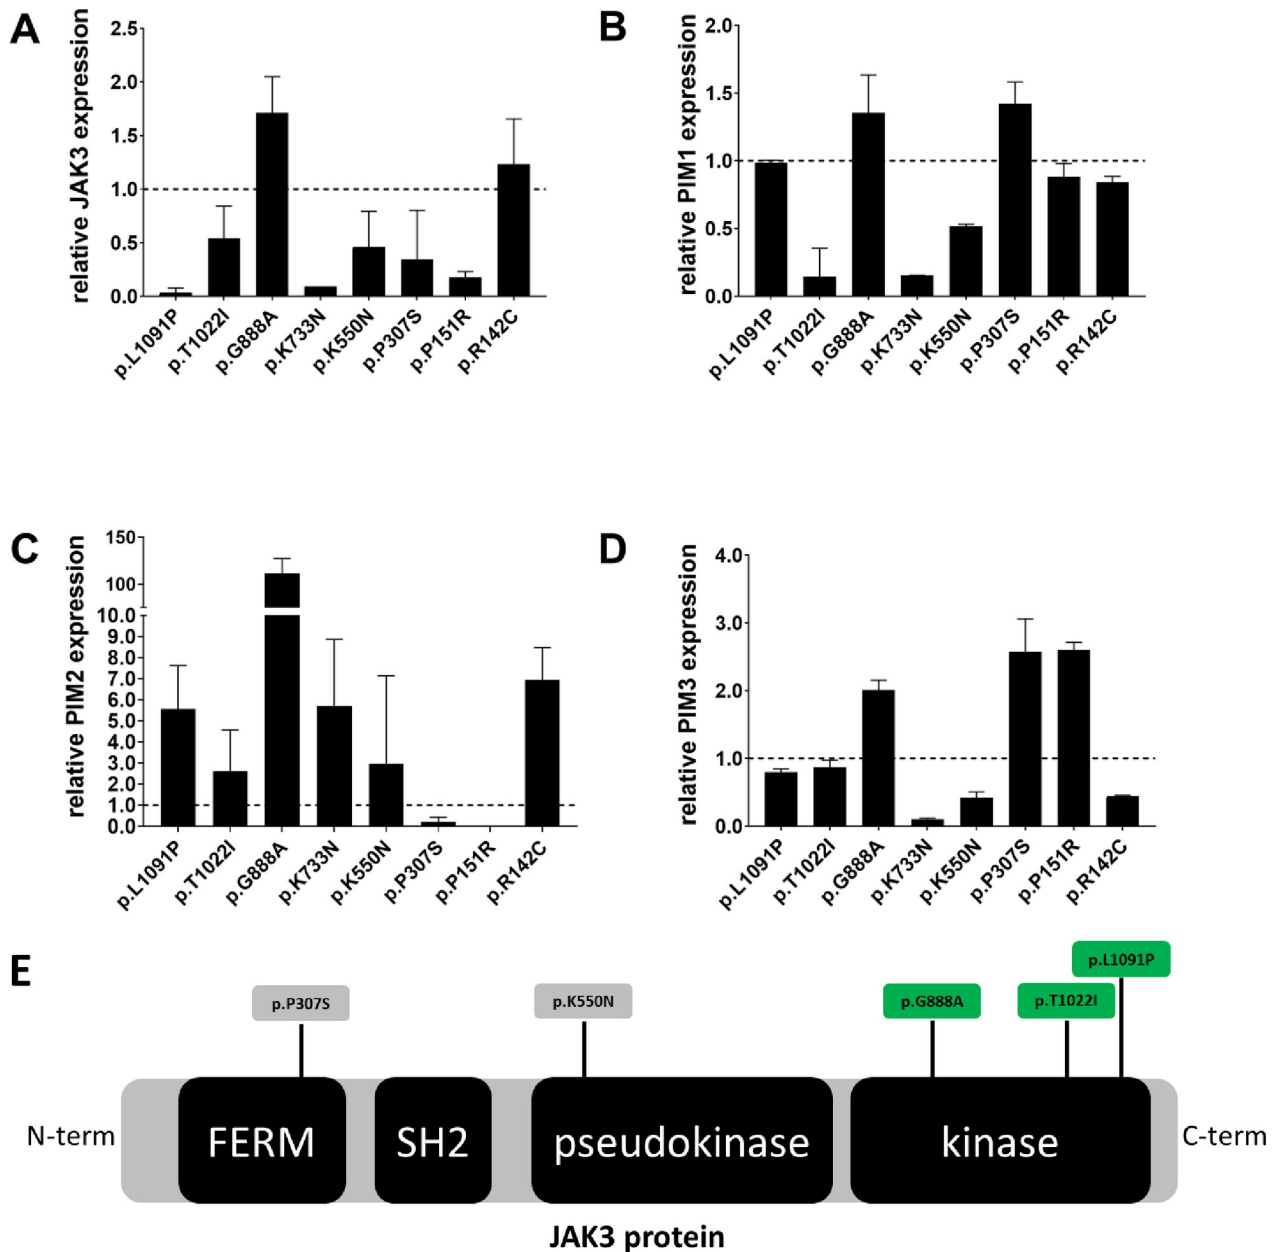 A
relative JAK3 expression
2.5
2.0
1.5
1.0
0.5
0.0
p.L1091P
p.T1022I
p.G888A
p.K733N
p.K550N
p.P307S
p.P151R
p.R142C
B
relative PIM1 expression
2.0
1.5
1.0
0.5
0.0
p.L1091P
p.T1022I
p.G888A
p.K733N
p.K550N
p.P307S
p.P151R
p.R142C
C
relative PIM2 expression
150
100
10.0
9.0
8.0
7.0
6.0
5.0
4.0
3.0
2.0
1.0
0.0
p.L1091P
p.T1022I
p.G888A
p.K733N
p.K550N
p.P307S
p.P151R
p.R142C
D
relative PIM3 expression
4.0
3.0
2.0
1.0
0.0
p.L1091P
p.T1022I
p.G888A
p.K733N
p.K550N
p.P307S
p.P151R
p.R142C
E
p.P307S
p.K550N
p.G888A
p.T1022I
p.L1091P
N-term
FERM
SH2
pseudokinase
kinase
C-term
JAK3 protein